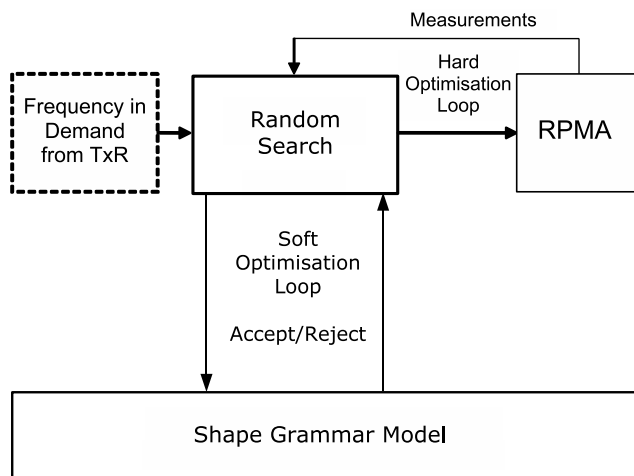 Measurements
Frequency in
Demand
from TxR
Random
Search
Hard
Optimisation
Loop
RPMA
Soft
Optimisation
Loop
Accept/Reject
Shape Grammar Model